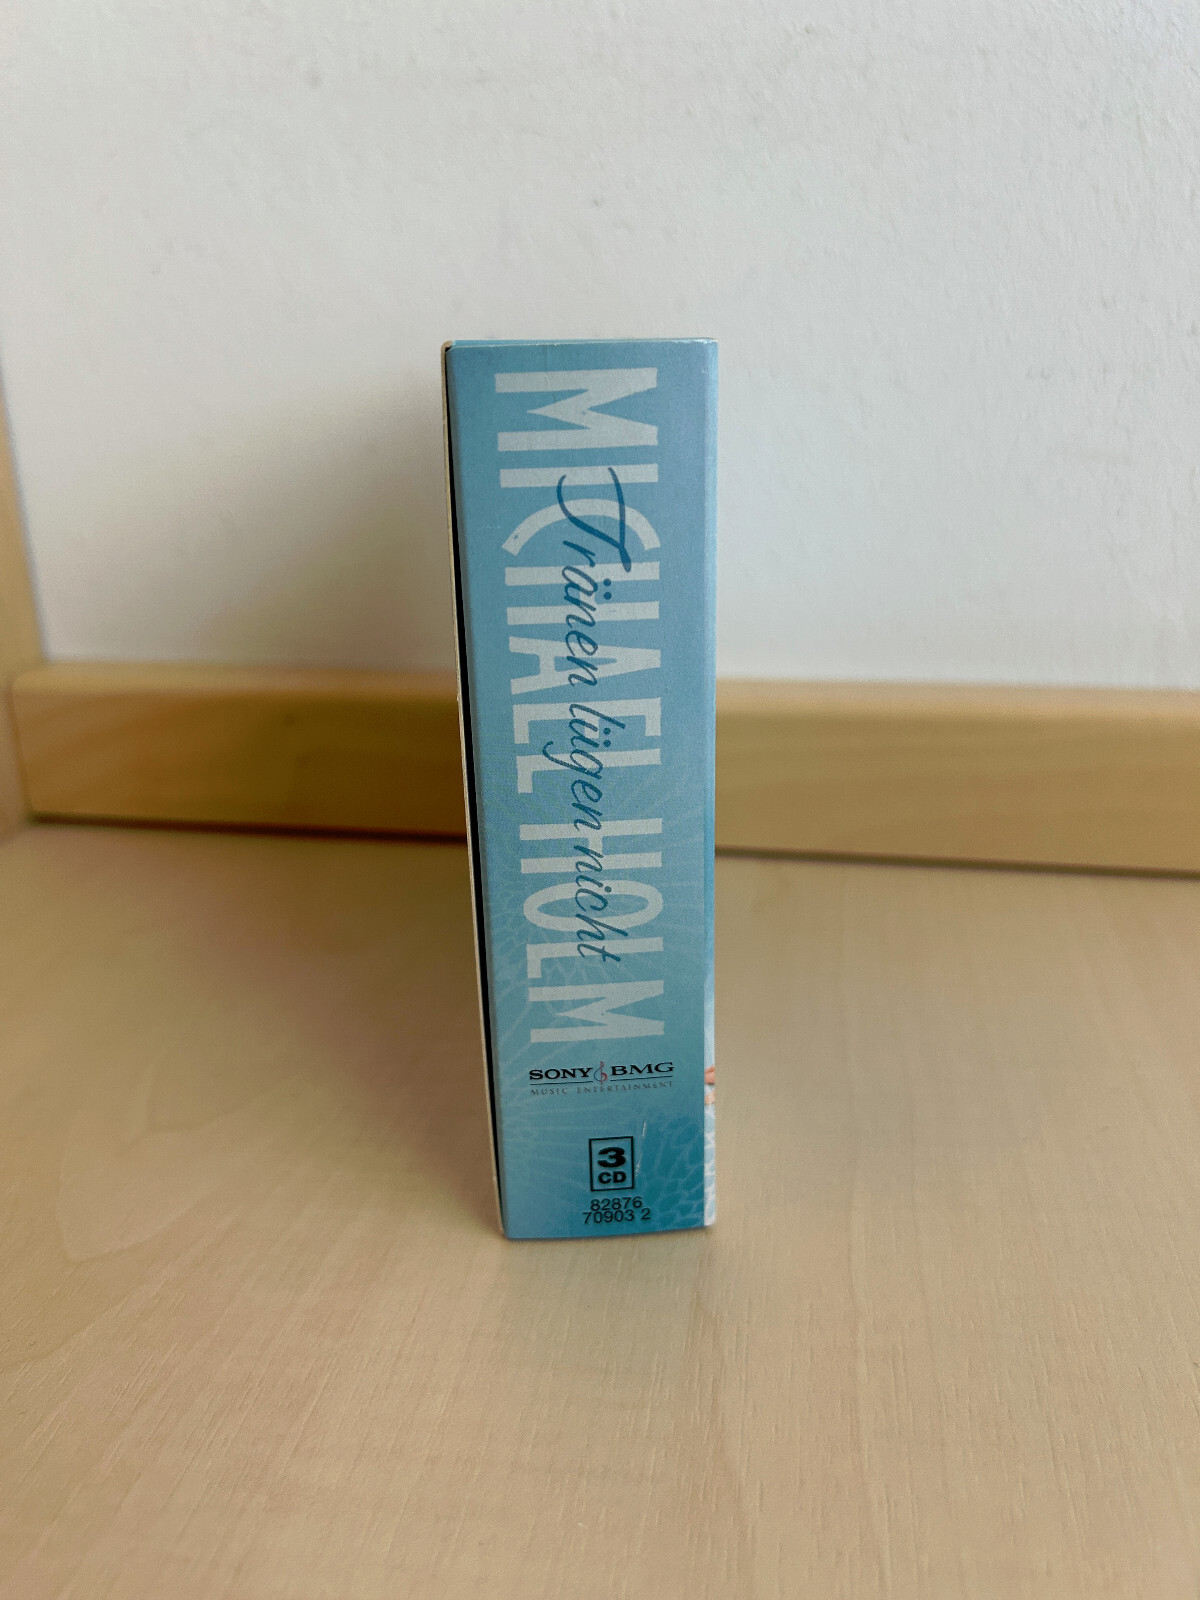 MICHAEL HOLM
Tränen lügen nicht
SONY BMG
MUSIC ENTERTAINMENT
3
CD
82876
70903 2